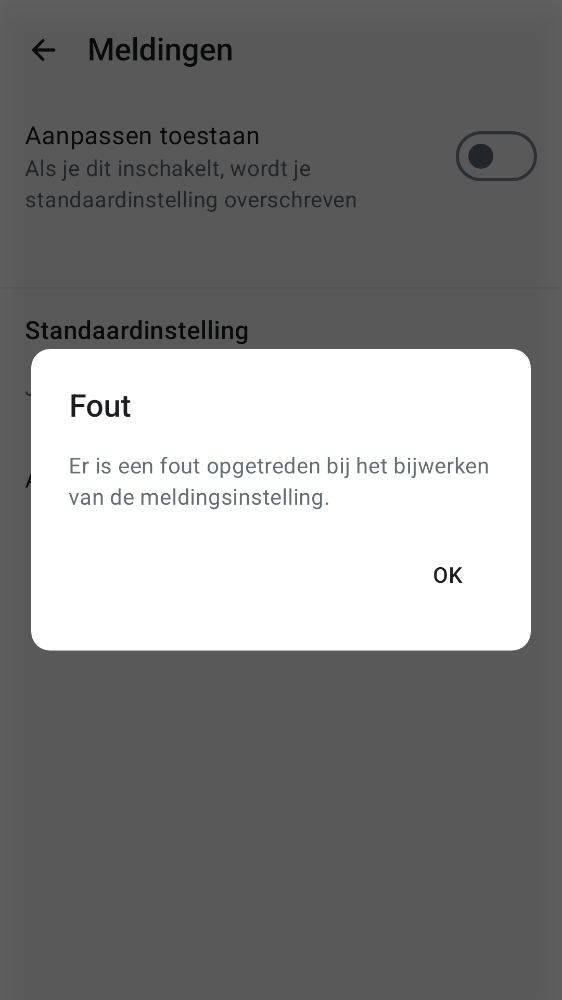 Meldingen
Aanpassen toestaan
Als je dit inschakelt, wordt je
standaardinstelling overschreven
Standaardinstelling
Fout
Er is een fout opgetreden bij het bijwerken
van de meldingsinstelling.
OK